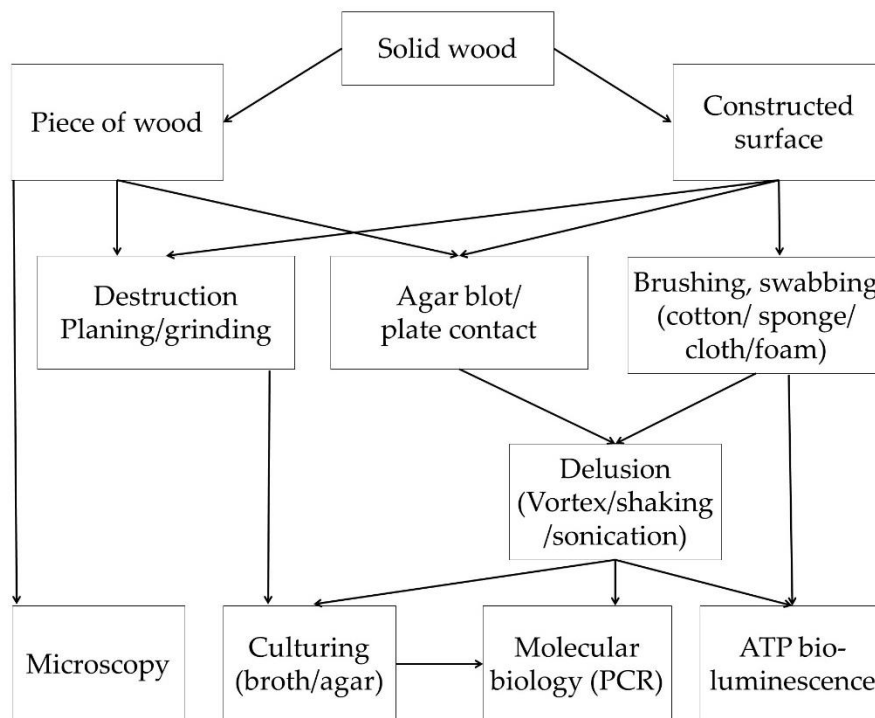 Solid wood
Piece of wood
Constructed
surface
Destruction
Planing/grinding
Agar blot/
plate contact
Brushing, swabbing
(cotton/ sponge/
cloth/foam)
Delusion
(Vortex/shaking
/sonication)
Microscopy
Culturing
(broth/agar)
Molecular
biology (PCR)
ATP bio-
luminescence